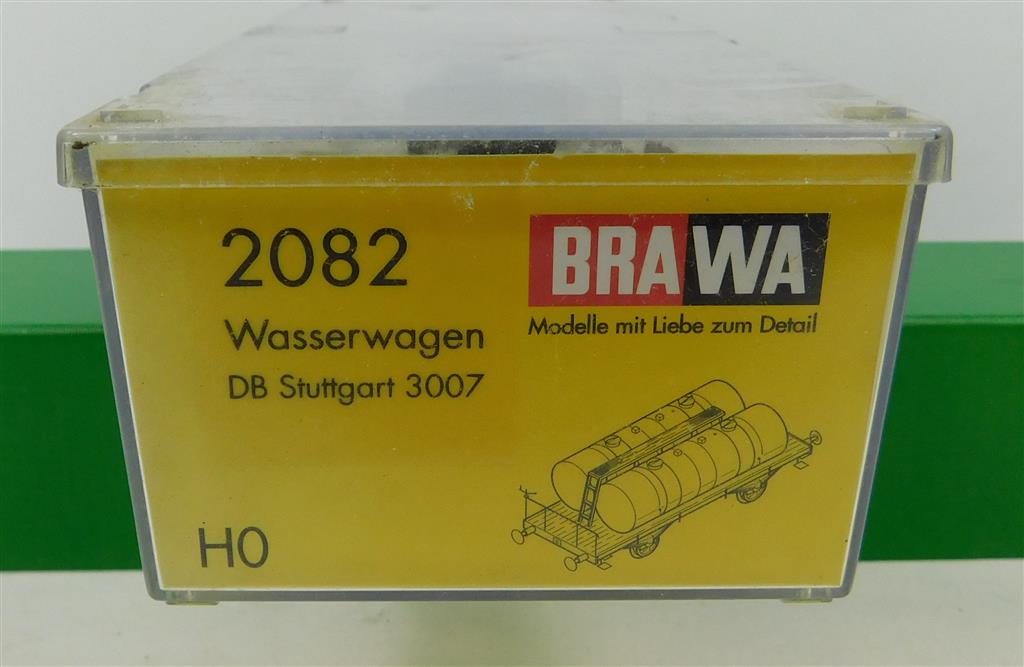 2082
Wasserwagen
DB Stuttgart 3007
H0
BRAWA
Modelle mit Liebe zum Detail